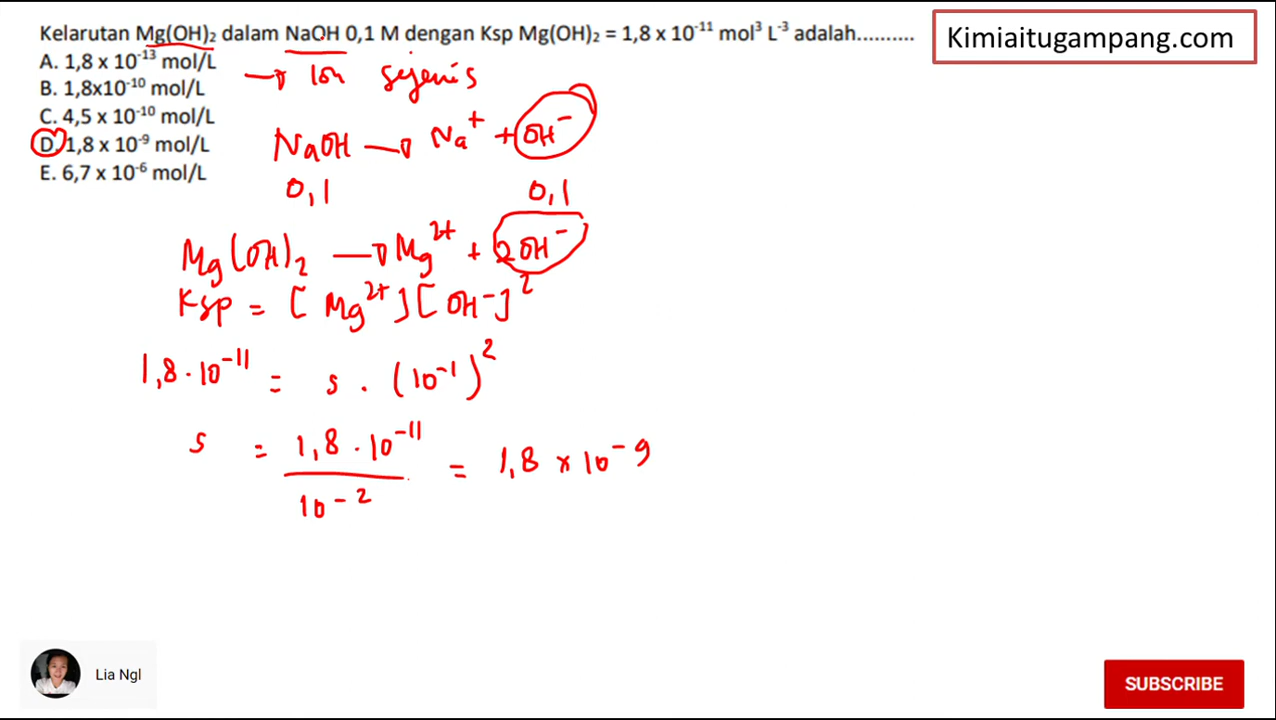 Kelarutan Mg(OH)₂ dalam NaOH 0,1 M dengan Ksp Mg(OH)₂ = 1,8 x 10⁻¹¹ mol³ L⁻³ adalah..........
Kimiaitugampang.com
A. 1,8 x 10⁻¹³ mol/L
B. 1,8x10⁻¹⁰ mol/L
C. 4,5 x 10⁻¹⁰ mol/L
D. 1,8 x 10⁻⁹ mol/L
E. 6,7 x 10⁻⁶ mol/L
→ Ion sejenis
NaOH → Na⁺ + OH⁻
0,1 0,1
Mg(OH)₂ → Mg²⁺ + 2OH⁻
Ksp = [Mg²⁺][OH⁻]²
1,8 · 10⁻¹¹ = s . (10⁻¹)²
s = 1,8 · 10⁻¹¹ / 10⁻² = 1,8 × 10⁻⁹
Lia Ngl
SUBSCRIBE